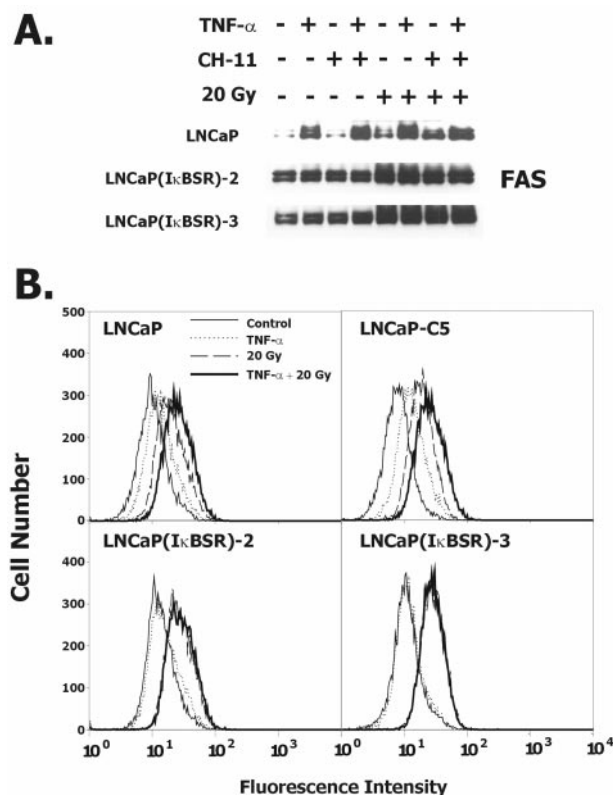 A.
TNF-α - + - + - + - +
CH-11 - - + + - - + +
20 Gy - - - - + + + +
LNCaP
LNCaP(IκBSR)-2
FAS
LNCaP(IκBSR)-3
B.
500
LNCaP
LNCaP-C5
Control
TNF-α
20 Gy
TNF-α + 20 Gy
400
300
200
100
0
LNCaP(IκBSR)-2
LNCaP(IκBSR)-3
400
300
200
100
0
Cell Number
10⁰ 10¹ 10² 10³ 10⁰ 10¹ 10² 10³ 10⁴
Fluorescence Intensity